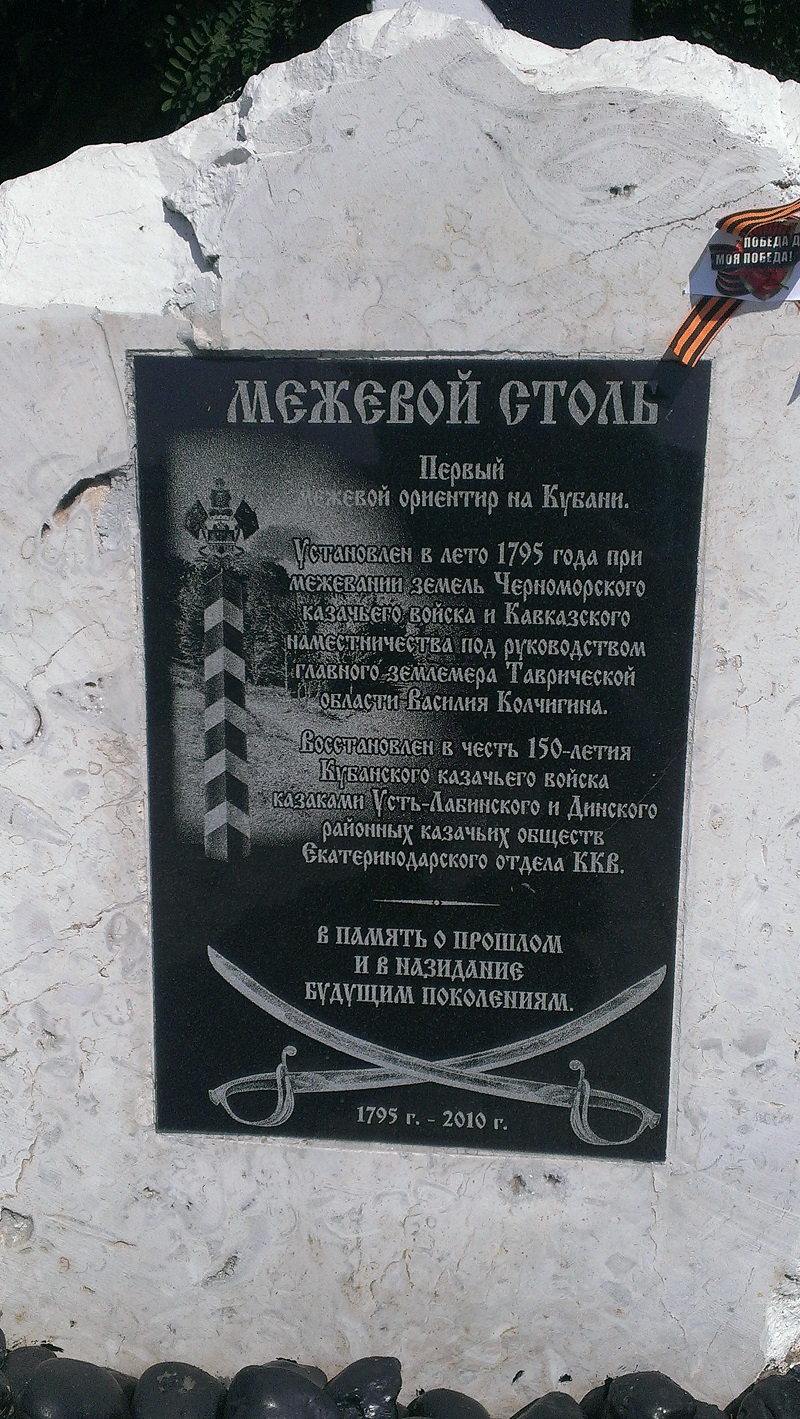 ПОБЕДА Д
МОЯ ПОБЕДА!
МЕЖЕВОЙ СТОЛБ
Первый
межевой ориентир на Кубани.
Установлен в лето 1795 года при
межевании земель Черноморского
казачьего войска и Кавказского
наместничества под руководством
главного землемера Таврической
области Василия Колчигина.
Восстановлен в честь 150-летия
Кубанского казачьего войска
казаками Усть-Лабинского и Динского
районных казачьих обществ
Екатеринодарского отдела ККВ.
В ПАМЯТЬ О ПРОШЛОМ
И В НАЗИДАНИЕ
БУДУЩИМ ПОКОЛЕНИЯМ.
1795 г. - 2010 г.